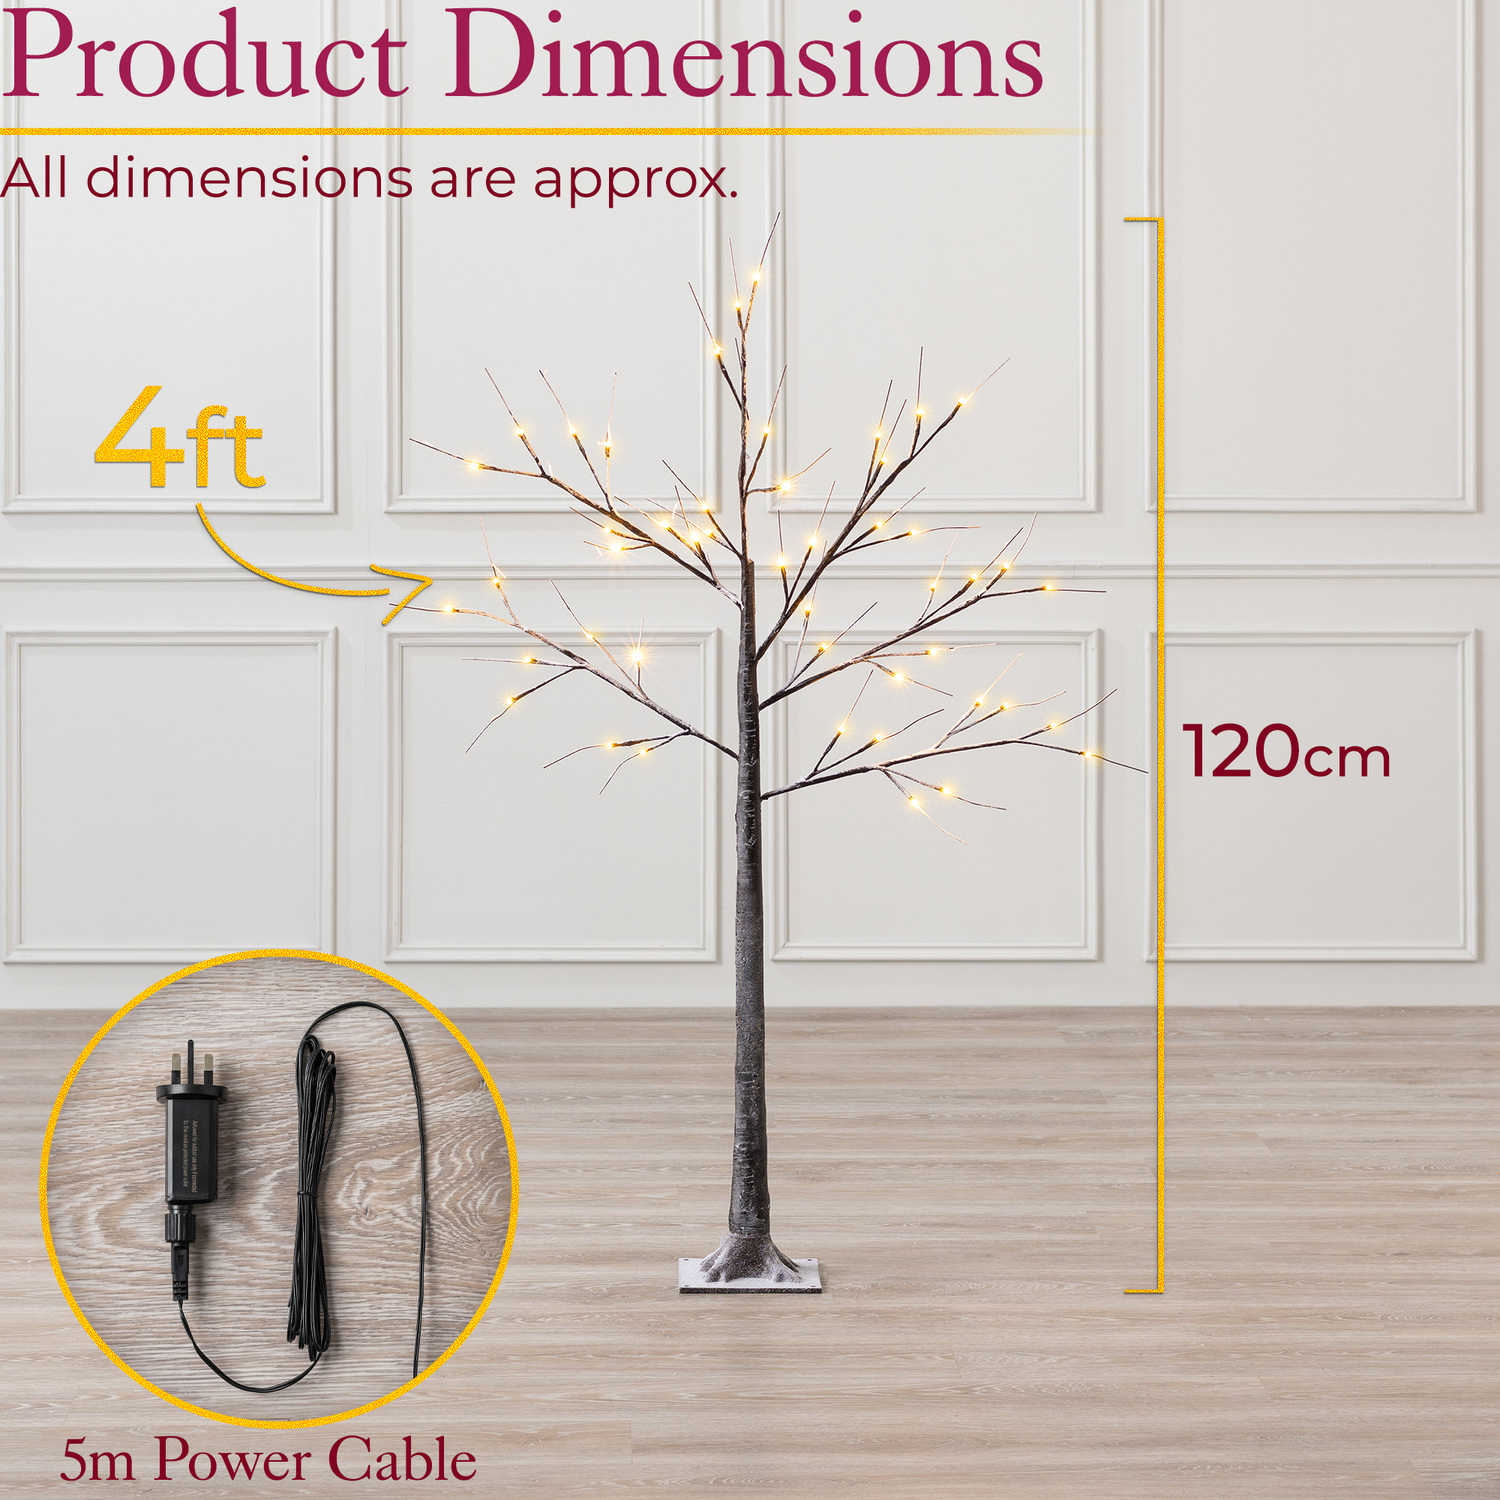 Product Dimensions
All dimensions are approx.
4ft
120cm
5m Power Cable